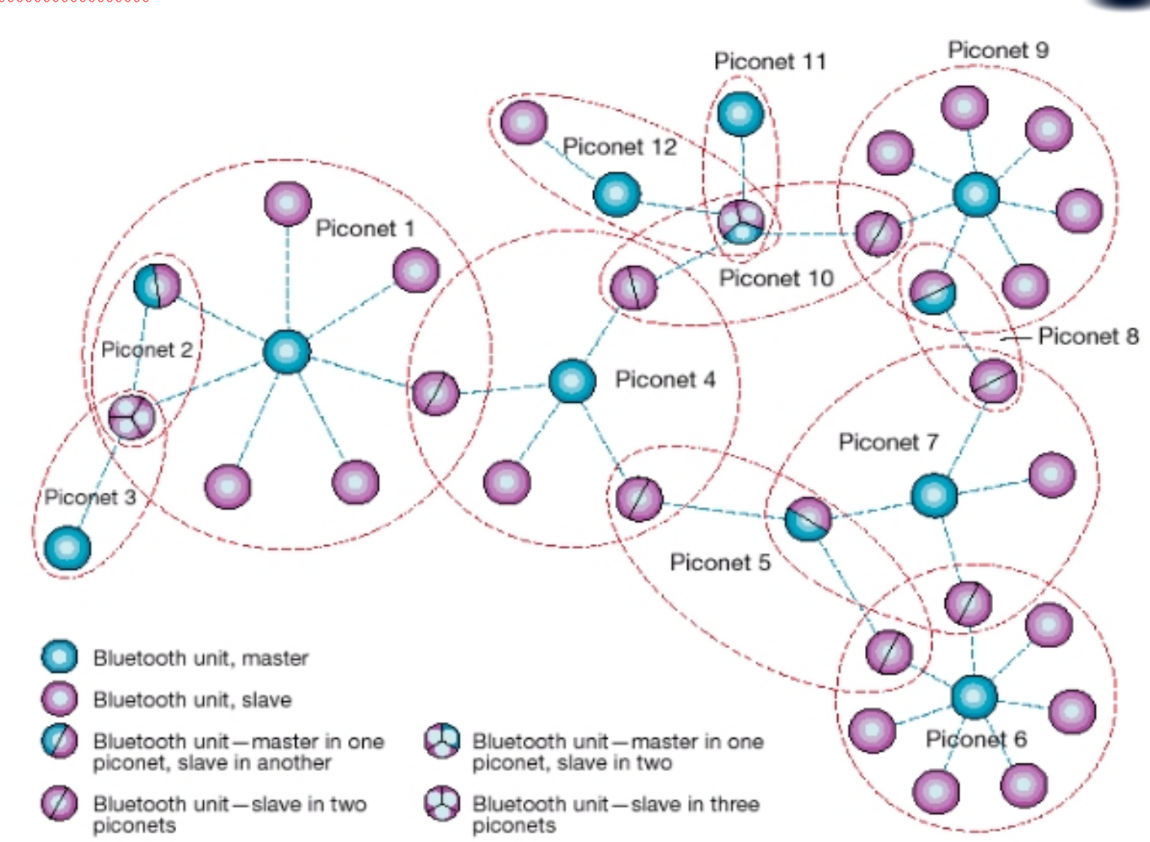 Piconet 9
Piconet 11
Piconet 12
Piconet 1
Piconet 10
Piconet 8
Piconet 2
Piconet 4
Piconet 7
Piconet 3
Piconet 5
Piconet 6
Bluetooth unit, master
Bluetooth unit, slave
Bluetooth unit—master in one
piconet, slave in another
Bluetooth unit—slave in two
piconets
Bluetooth unit—master in one
piconet, slave in two
Bluetooth unit—slave in three
piconets